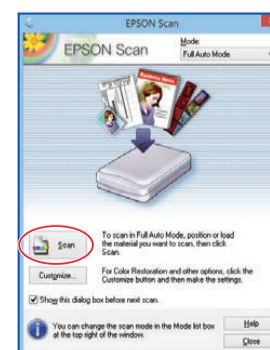 EPSON Scan
EPSON Scan
Mode:
Full Auto Mode
Business News
Scan
To scan in Full Auto Mode, position or load
the material you want to scan, then click
Scan.
Customize...
For Color Restoration and other options, click the
Customize button and then make the settings.
Show this dialog box before next scan.
You can change the scan mode in the Mode list box
at the top right of the window.
Help
Close